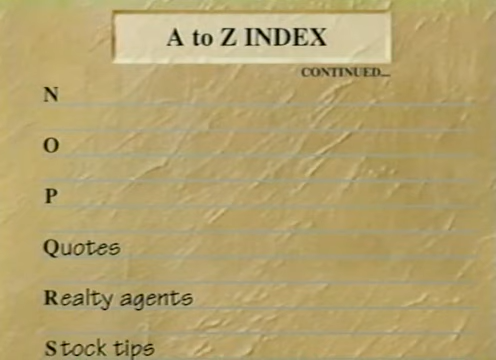 A to Z INDEX
CONTINUED...
N
O
P
Quotes
Realty agents
Stock tips